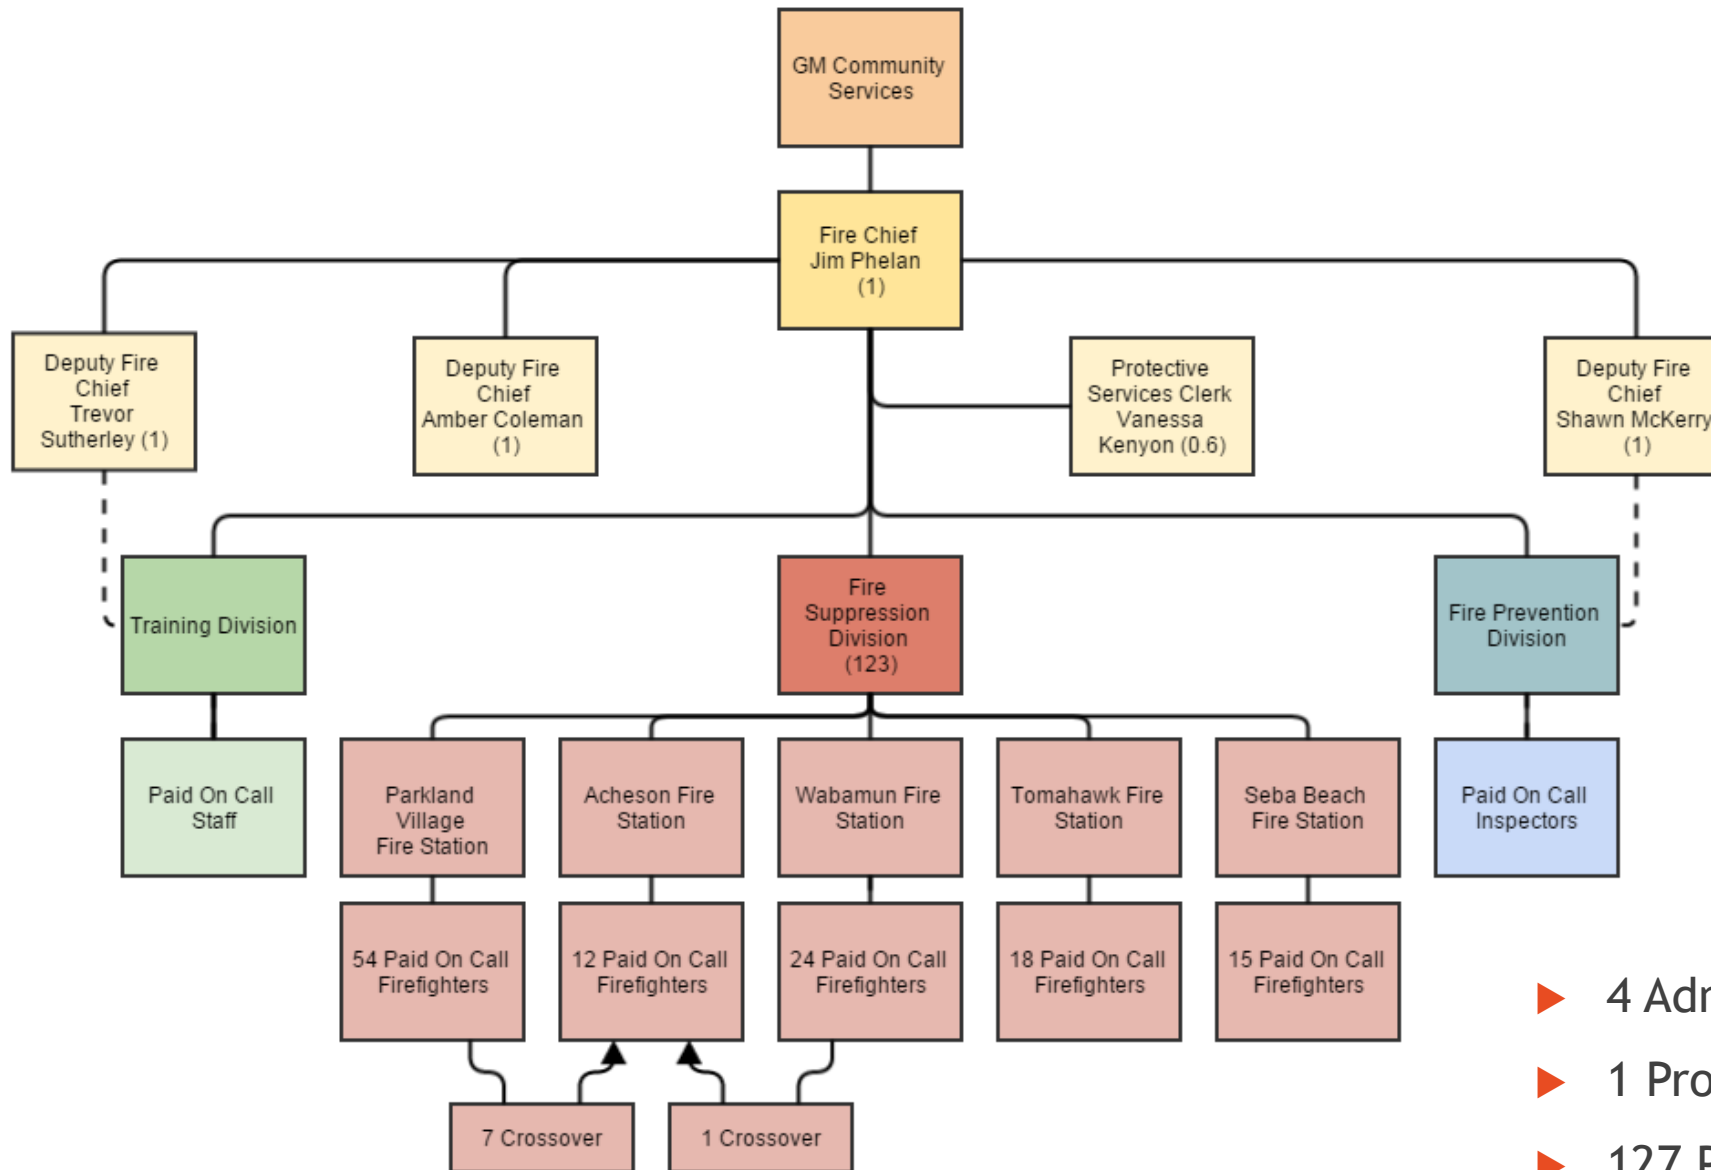 GM Community
Services
Fire Chief
Jim Phelan
(1)
Deputy Fire
Chief
Trevor
Sutherley (1)
Deputy Fire
Chief
Amber Coleman
(1)
Protective
Services Clerk
Vanessa
Kenyon (0.6)
Deputy Fire
Chief
Shawn McKerry
(1)
Training Division
Fire
Suppression
Division
(123)
Fire Prevention
Division
Paid On Call
Staff
Parkland
Village
Fire Station
Acheson Fire
Station
Wabamun Fire
Station
Tomahawk Fire
Station
Seba Beach
Fire Station
Paid On Call
Inspectors
54 Paid On Call
Firefighters
12 Paid On Call
Firefighters
24 Paid On Call
Firefighters
18 Paid On Call
Firefighters
15 Paid On Call
Firefighters
7 Crossover
1 Crossover
4
1
127